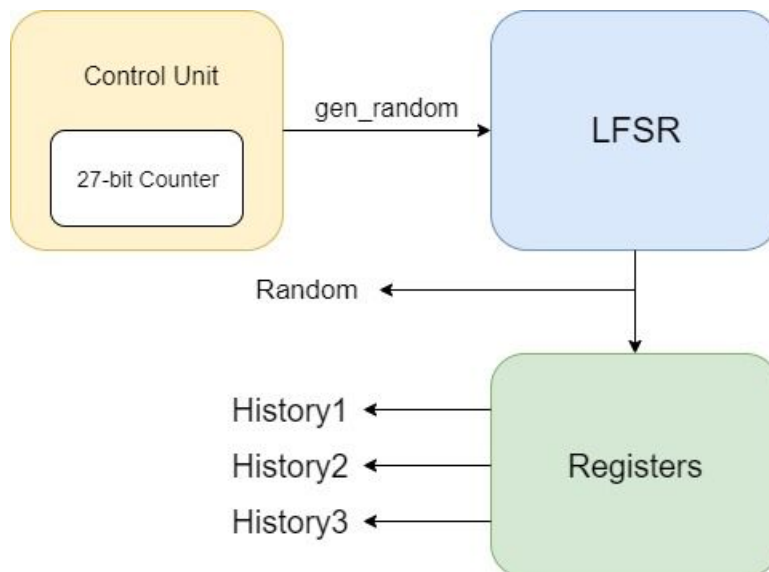 Control Unit
27-bit Counter
gen_random
LFSR
Random
History1
History2
History3
Registers